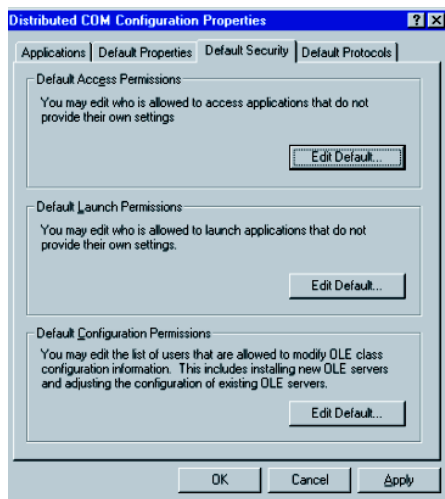 Distributed COM Configuration Properties
Applications
Default Properties
Default Security
Default Protocols
Default Access Permissions
You may edit who is allowed to access applications that do not
provide their own settings
Edit Default...
Default Launch Permissions
You may edit who is allowed to launch applications that do not
provide their own settings.
Edit Default...
Default Configuration Permissions
You may edit the list of users that are allowed to modify OLE class
configuration information. This includes installing new OLE servers
and adjusting the configuration of existing OLE servers.
Edit Default...
OK
Cancel
Apply